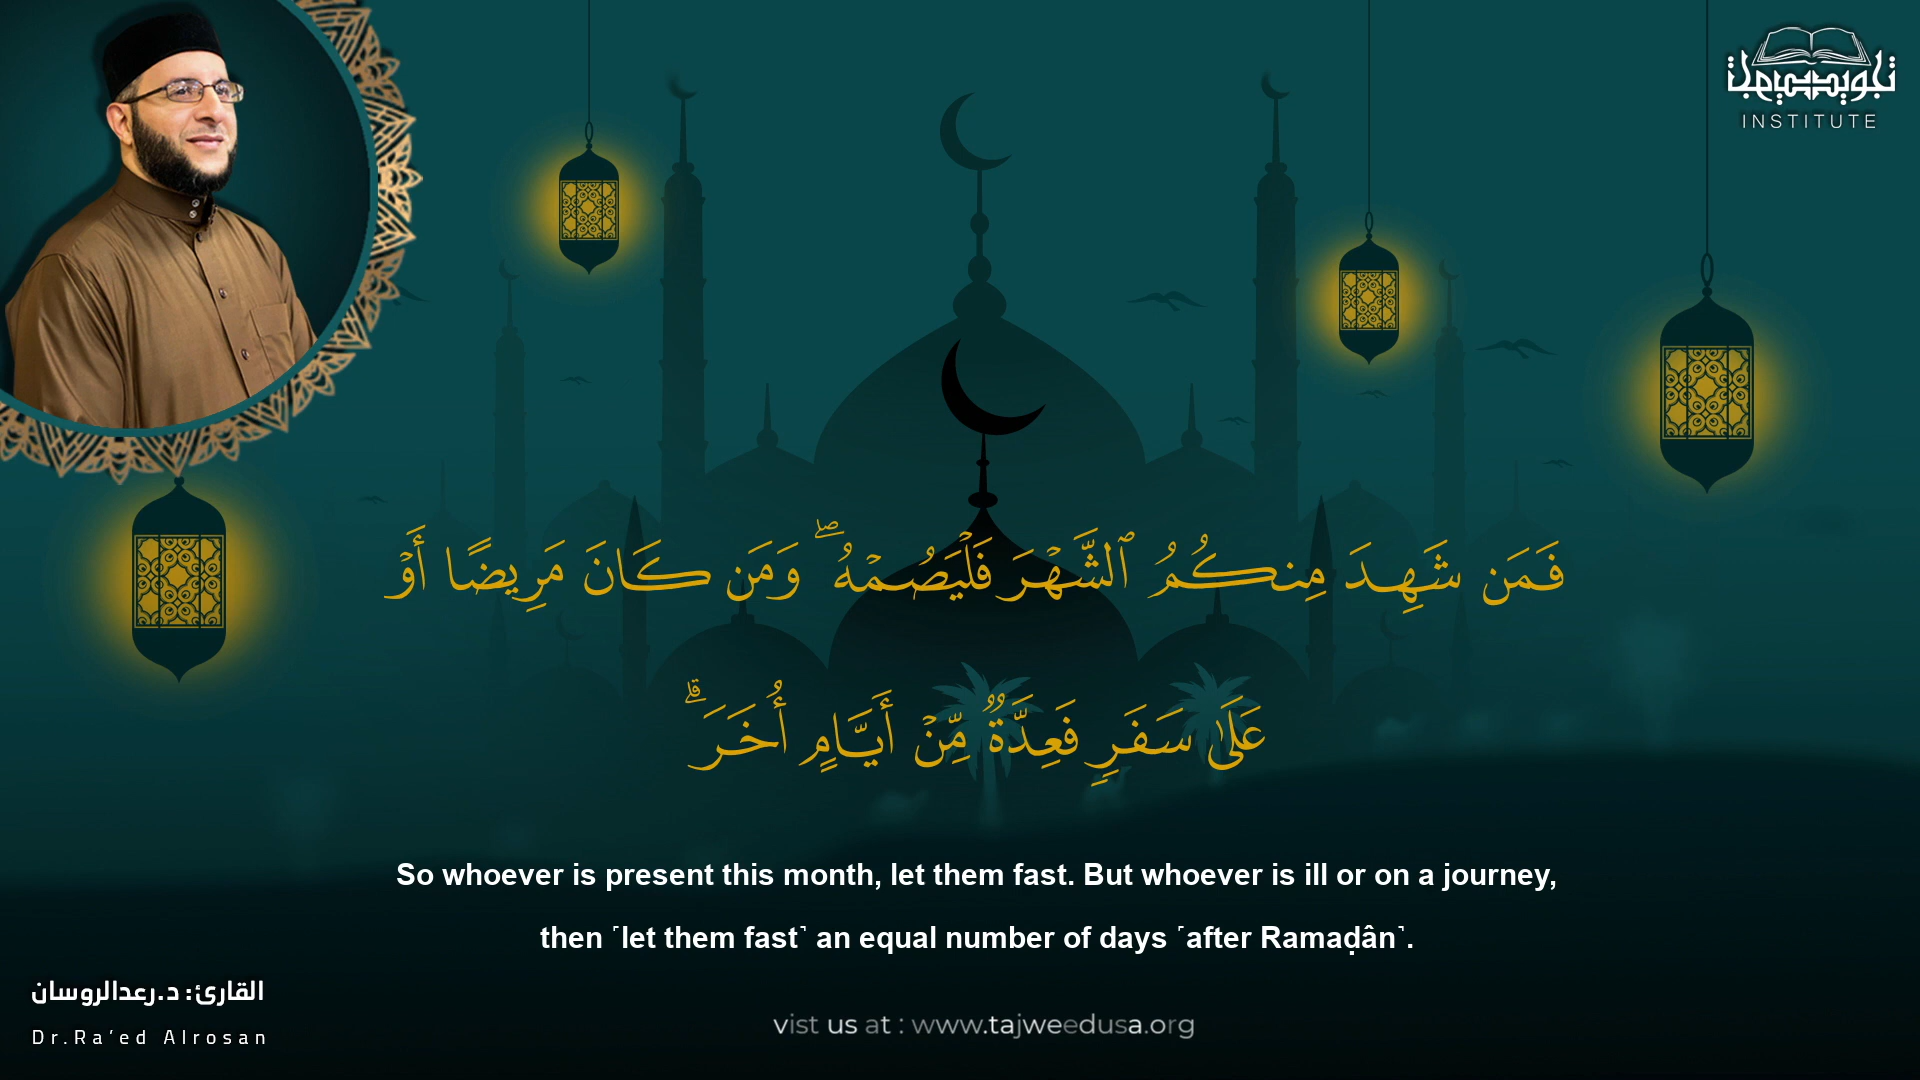 INSTITUTE
فَمَن شَهِدَ مِنكُمُ ٱلشَّهْرَ فَلْيَصُمْهُ ۖ وَمَن كَانَ مَرِيضًا أَوْ
عَلَىٰ سَفَرٍ فَعِدَّةٌ مِّنْ أَيَّامٍ أُخَرَ ۗ
So whoever is present this month, let them fast. But whoever is ill or on a journey,
then ˹let them fast˺ an equal number of days ˹after Ramaḍân˺.
القارئ: د.رعدالروسان
Dr.Ra’ed Alrosan
vist us at : www.tajweedusa.org